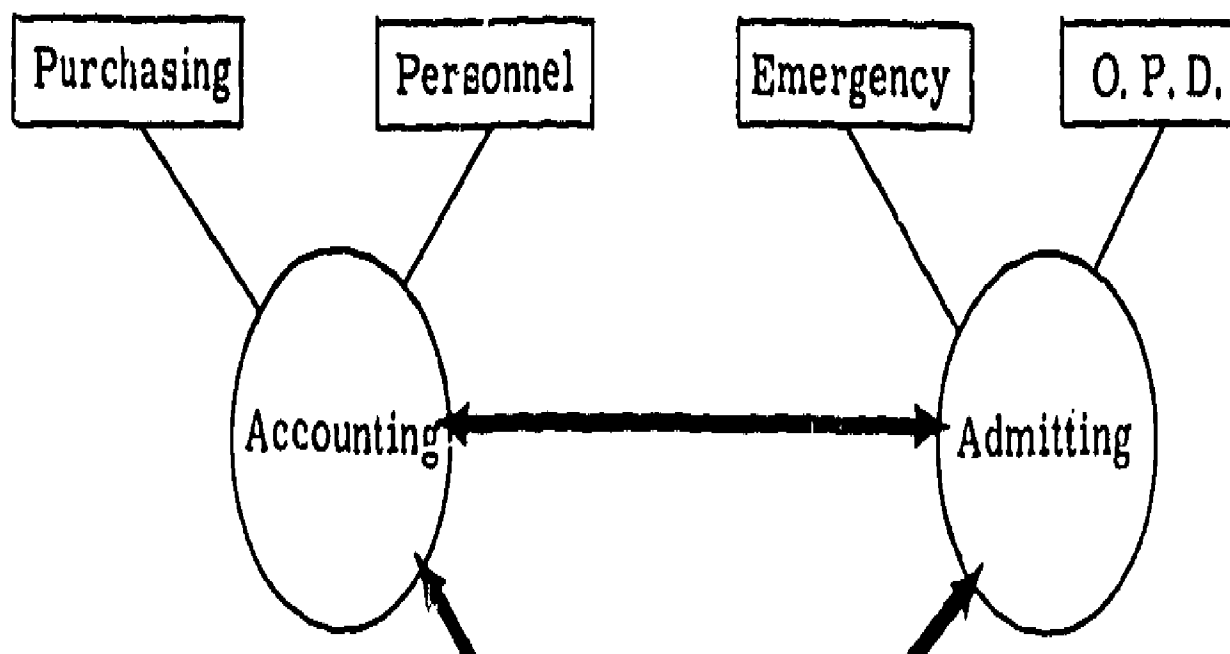 Purchasing
Personnel
Emergency
O. P. D.
Accounting
Admitting